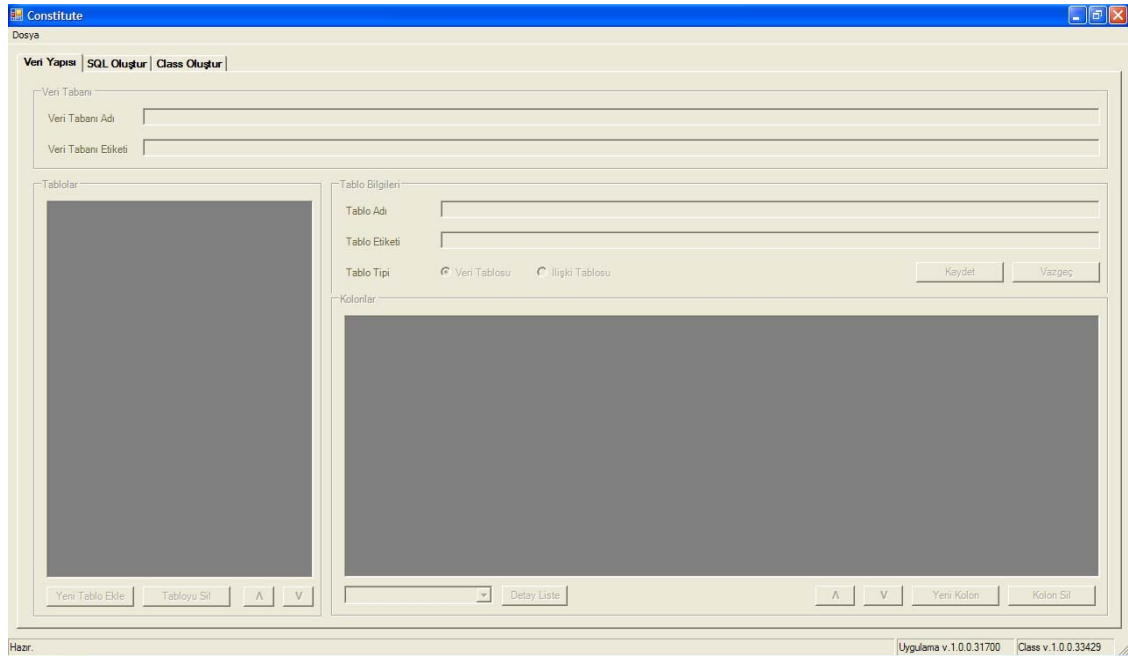 Constitute
Dosya
Veri Yapısı SQL Oluştur Class Oluştur
Veri Tabanı
Veri Tabanı Adı
Veri Tabanı Etiketi
Tablolar
Tablo Bilgileri
Tablo Adı
Tablo Etiketi
Tablo Tipi Veri Tablosu Ilişki Tablosu Kaydet Vazgeç
Kolonlar
Yeni Tablo Ekle Tabloyu Sil Λ V Detay Liste Λ V Yeni Kolon Kolon Sil
Hazır. Uygulama v.1.0.0.31700 Class v.1.0.0.33429